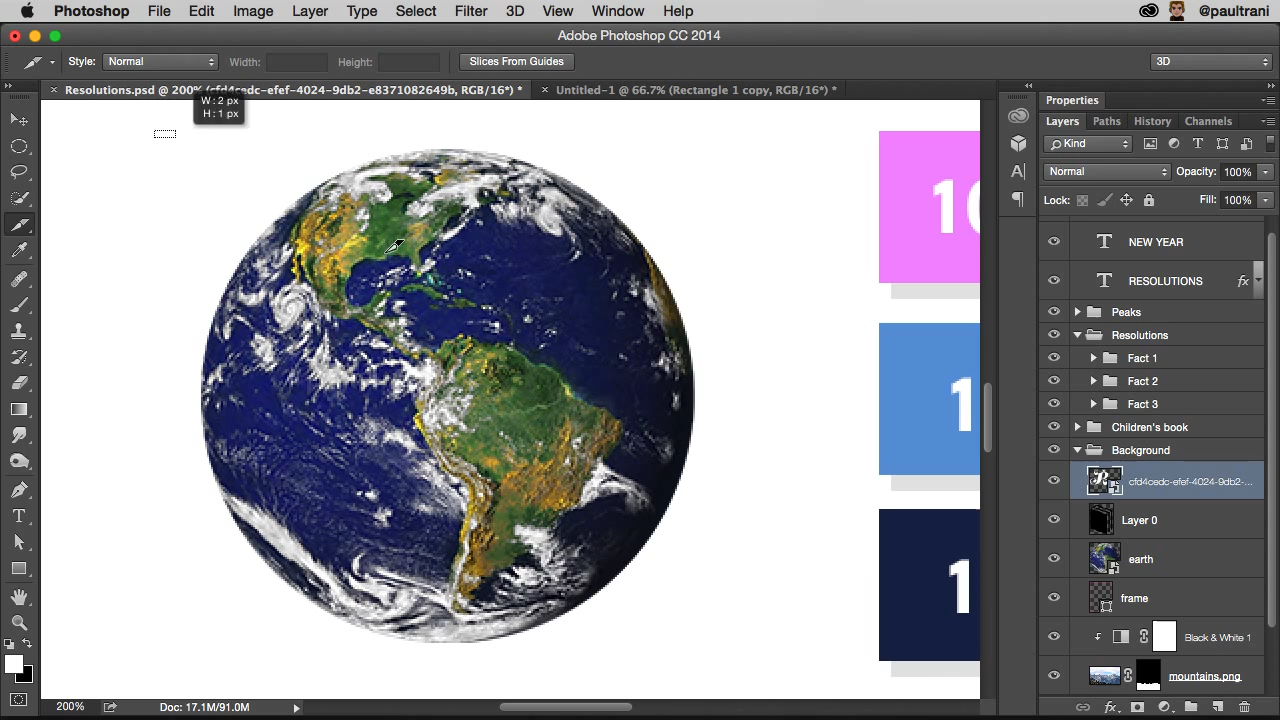 Photoshop File Edit Image Layer Type Select Filter 3D View Window Help @paultrani
Adobe Photoshop CC 2014
Style: Normal Width: Height: Slices From Guides 3D
Resolutions.psd @ 200% (cfd4cedc-efef-4024-9db2-e8371082649b, RGB/16*) * Untitled-1 @ 66.7% (Rectangle 1 copy, RGB/16*) *
W: 2 px
H: 1 px
Properties
Layers Paths History Channels
Kind
Normal Opacity: 100%
Lock: Fill: 100%
NEW YEAR
RESOLUTIONS fx
Peaks
Resolutions
Fact 1
Fact 2
Fact 3
Children's book
Background
cfd4cedc-efef-4024-9db2-...
Layer 0
earth
frame
Black & White 1
mountains.png
10
1
1
200% Doc: 17.1M/91.0M